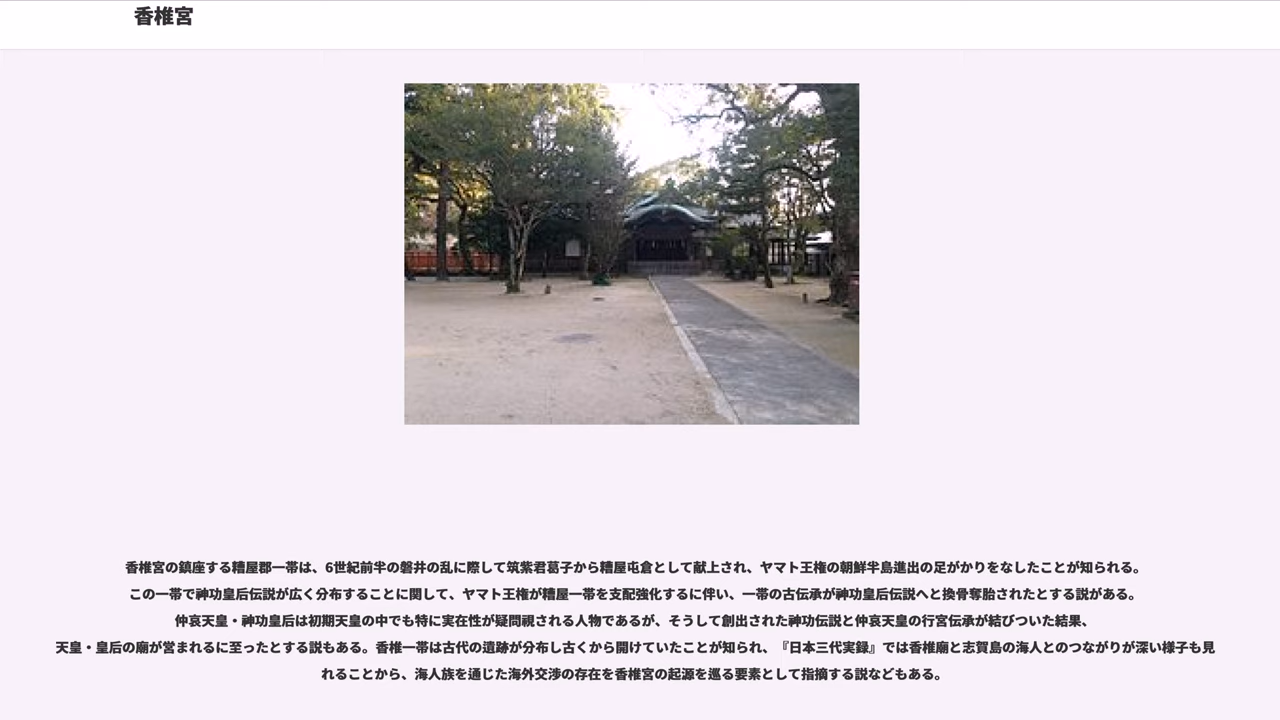 香椎宮
香椎宮の鎮座する糟屋郡一帯は、6世紀前半の磐井の乱に際して筑紫君葛子から糟屋屯倉として献上され、ヤマト王権の朝鮮半島進出の足がかりをなしたことが知られる。
この一帯で神功皇后伝説が広く分布することに関して、ヤマト王権が糟屋一帯を支配強化するに伴い、一帯の古伝承が神功皇后伝説へと換骨奪胎されたとする説がある。
仲哀天皇・神功皇后は初期天皇の中でも特に実在性が疑問視される人物であるが、そうして創出された神功伝説と仲哀天皇の行宮伝承が結びついた結果、
天皇・皇后の廟が営まれるに至ったとする説もある。香椎一帯は古代の遺跡が分布し古くから開けていたことが知られ、『日本三代実録』では香椎廟と志賀島の海人とのつながりが深い様子も見
れることから、海人族を通じた海外交渉の存在を香椎宮の起源を巡る要素として指摘する説などもある。